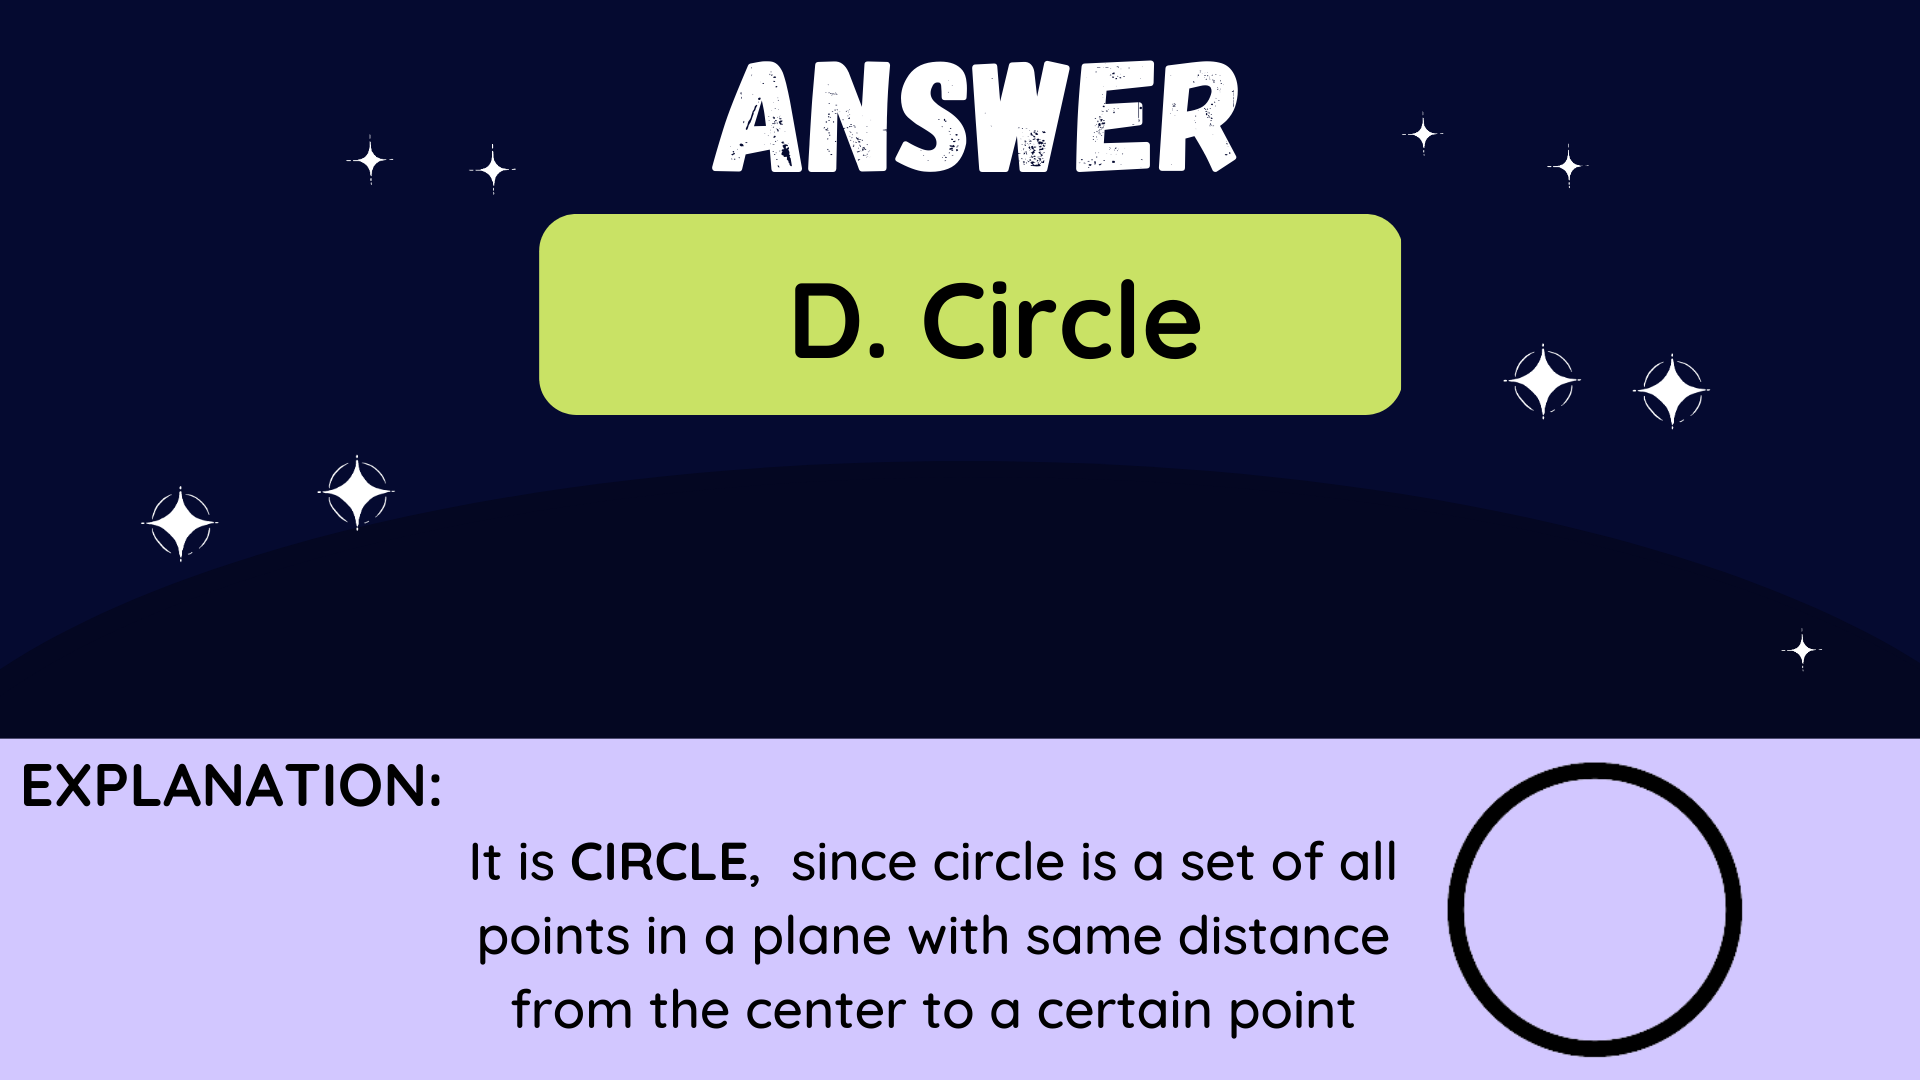 ANSWER
D. Circle
EXPLANATION:
It is CIRCLE,  since circle is a set of all
points in a plane with same distance
from the center to a certain point